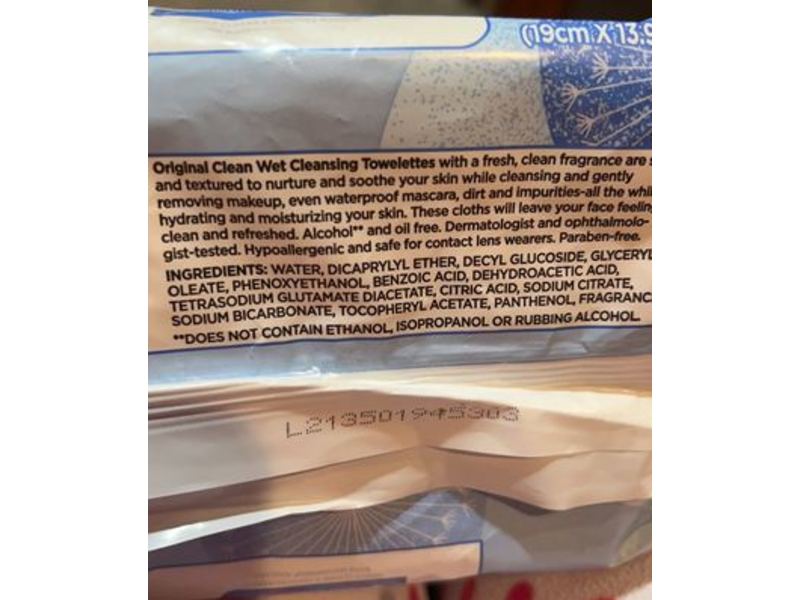 (19cm X 13.9
Original Clean Wet Cleansing Towelettes with a fresh, clean fragrance are
and textured to nurture and soothe your skin while cleansing and gently
removing makeup, even waterproof mascara, dirt and impurities-all the whil
hydrating and moisturizing your skin. These cloths will leave your face feelin
clean and refreshed. Alcohol** and oil free. Dermatologist and ophthalmolo-
gist-tested. Hypoallergenic and safe for contact lens wearers. Paraben-free.
INGREDIENTS: WATER, DICAPRYLYL ETHER, DECYL GLUCOSIDE, GLYCERYL
OLEATE, PHENOXYETHANOL, BENZOIC ACID, DEHYDROACETIC ACID,
TETRASODIUM GLUTAMATE DIACETATE, CITRIC ACID, SODIUM CITRATE,
SODIUM BICARBONATE, TOCOPHERYL ACETATE, PANTHENOL, FRAGRANC
**DOES NOT CONTAIN ETHANOL, ISOPROPANOL OR RUBBING ALCOHOL.